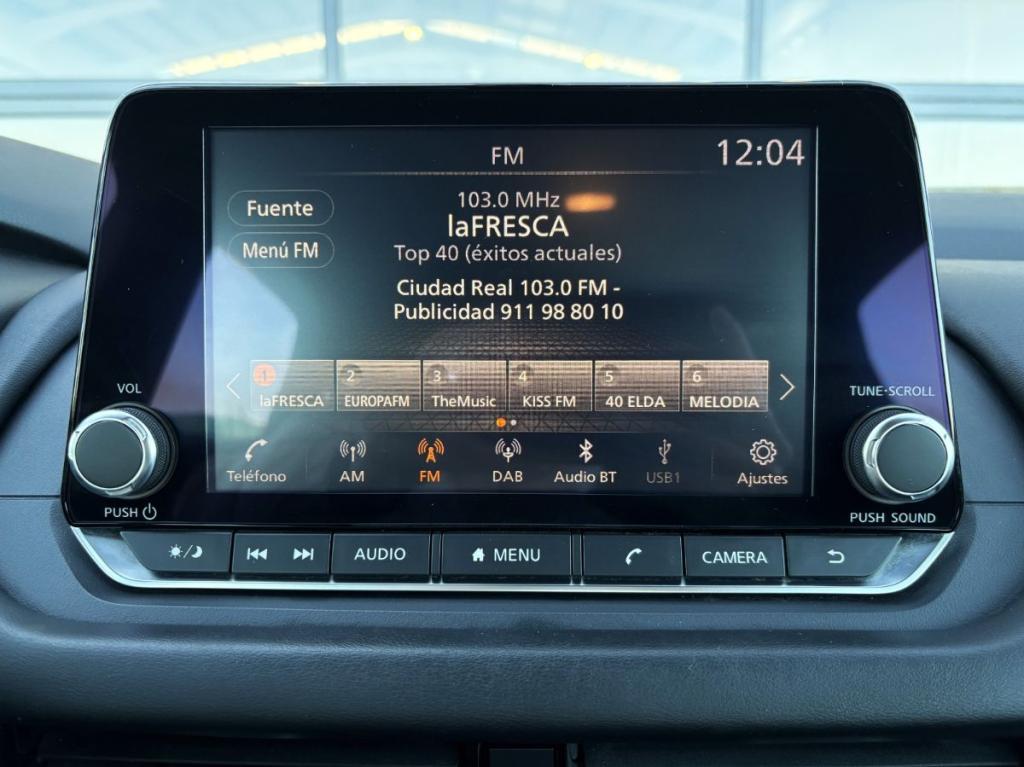 FM
12:04
Fuente
Menú FM
103.0 MHz
laFRESCA
Top 40 (éxitos actuales)
Ciudad Real 103.0 FM -
Publicidad 911 98 80 10
1
laFRESCA
2
EUROPAFM
3
TheMusic
4
KISS FM
5
40 ELDA
6
MELODIA
VOL
TUNE·SCROLL
Teléfono
AM
FM
DAB
Audio BT
USB1
Ajustes
PUSH
PUSH SOUND
AUDIO
MENU
CAMERA